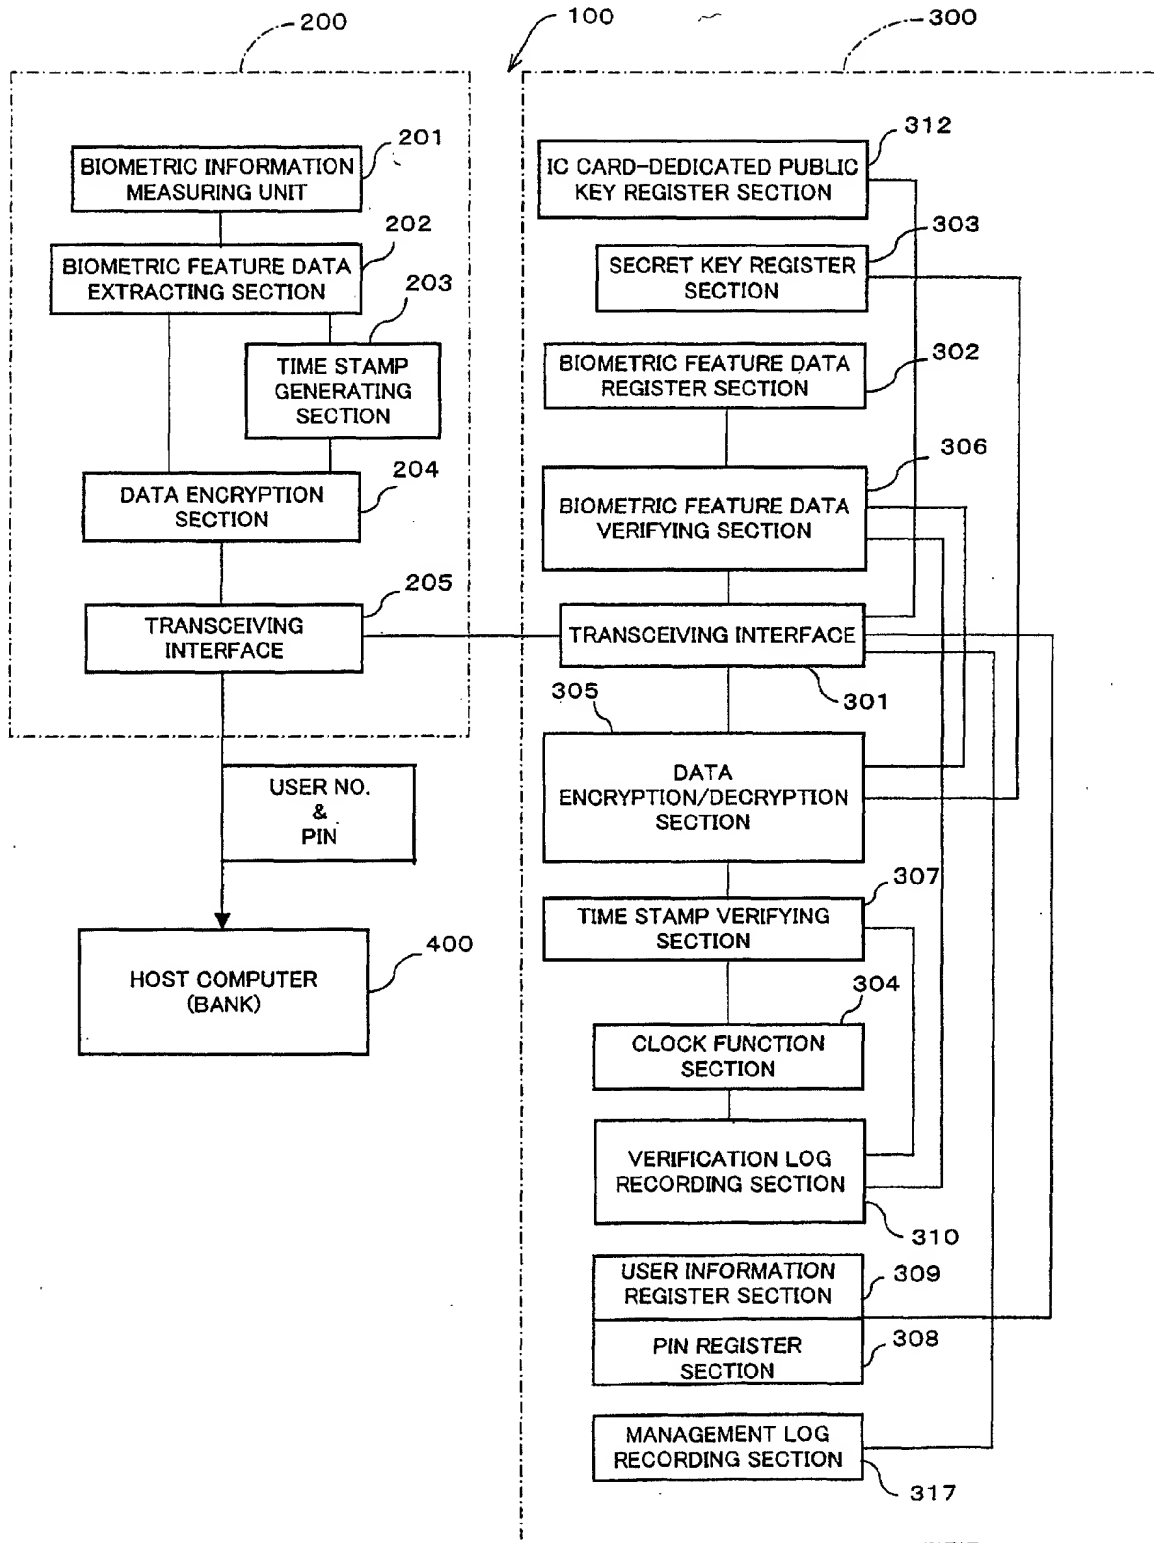 200
100
300
201
BIOMETRIC INFORMATION
MEASURING UNIT
202
BIOMETRIC FEATURE DATA
EXTRACTING SECTION
203
TIME STAMP
GENERATING
SECTION
204
DATA ENCRYPTION
SECTION
205
TRANSCEIVING
INTERFACE
USER NO.
&
PIN
400
HOST COMPUTER
(BANK)
312
IC CARD-DEDICATED PUBLIC
KEY REGISTER SECTION
303
SECRET KEY REGISTER
SECTION
302
BIOMETRIC FEATURE DATA
REGISTER SECTION
306
BIOMETRIC FEATURE DATA
VERIFYING SECTION
TRANSCEIVING INTERFACE
301
305
DATA
ENCRYPTION/DECRYPTION
SECTION
307
TIME STAMP VERIFYING
SECTION
304
CLOCK FUNCTION
SECTION
VERIFICATION LOG
RECORDING SECTION
310
USER INFORMATION
REGISTER SECTION
309
PIN REGISTER
SECTION
308
MANAGEMENT LOG
RECORDING SECTION
317